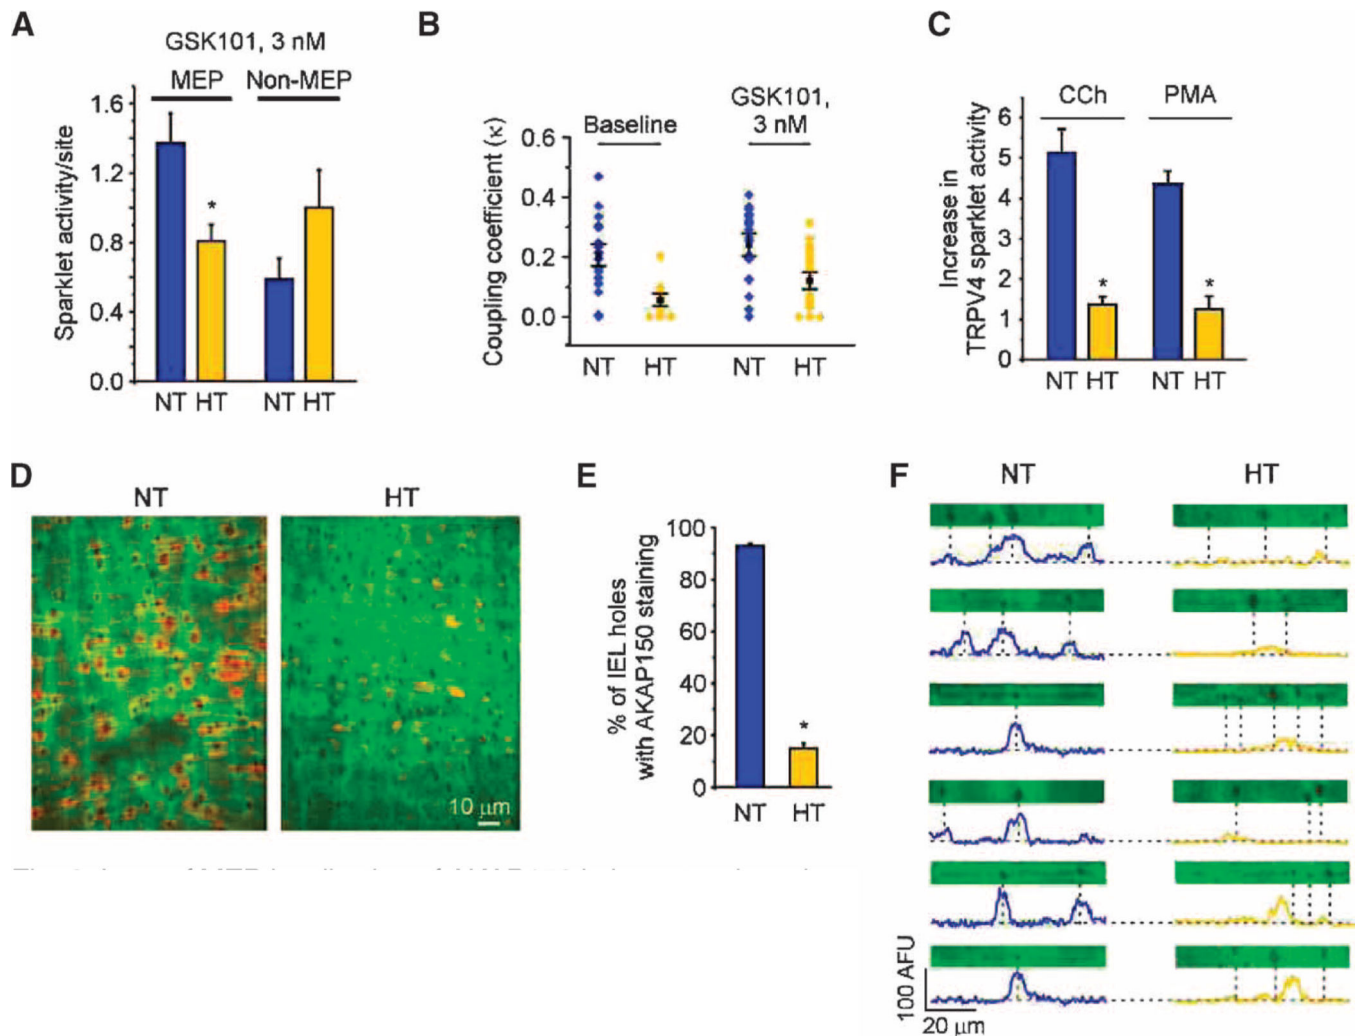 A
GSK101, 3 nM
MEP Non-MEP
Sparklet activity/site
1.6
1.2
0.8
0.4
0.0
*
NT HT NT HT
B
Baseline
GSK101,
3 nM
Coupling coefficient (κ)
0.6
0.4
0.2
0.0
NT HT NT HT
C
CCh PMA
Increase in
TRPV4 sparklet activity
6
5
4
3
2
1
0
* *
NT HT NT HT
D
NT HT
10 μm
E
% of IEL holes
with AKAP150 staining
100
80
60
40
20
0
*
NT HT
F
NT HT
100 AFU
20 μm